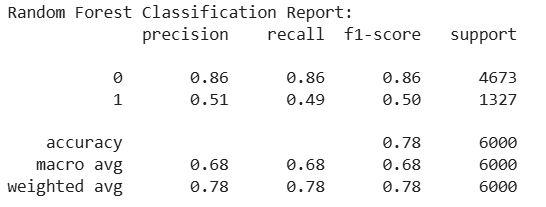 Random Forest Classification Report:
precision recall f1-score support
0 0.86 0.86 0.86 4673
1 0.51 0.49 0.50 1327
accuracy 0.78 6000
macro avg 0.68 0.68 0.68 6000
weighted avg 0.78 0.78 0.78 6000